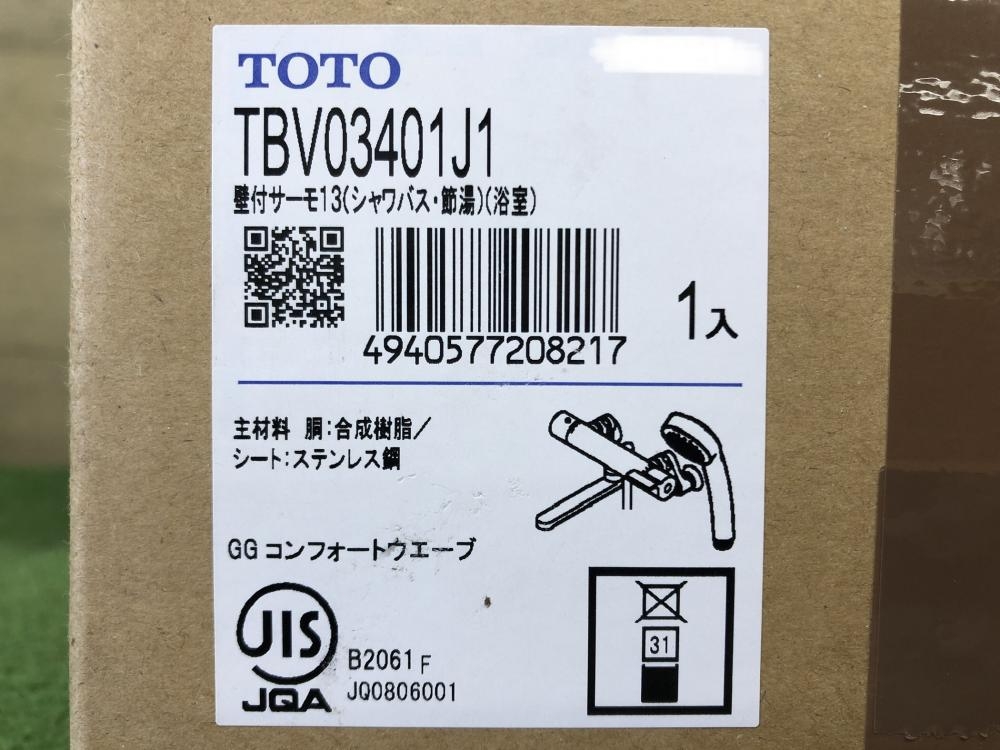 TOTO
TBV03401J1
壁付サーモ13(シャワバス・節湯)(浴室)
4940577208217
1入
主材料 胴:合成樹脂/
シート:ステンレス鋼
GGコンフォートウエーブ
JIS
JQA
B2061 F
JQ0806001
31